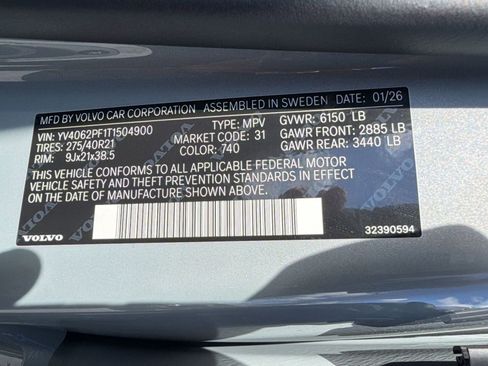 MFD BY VOLVO CAR CORPORATION ASSEMBLED IN SWEDEN 01/26
VIN: YV4062PF1T1504900 TYPE: MPV GVWR: 6150 LB
TIRES: 275/40R21 MARKET CODE: 31 GAWR FRONT: 2885 LB
RIM: 9Jx21x38.5 COLOR: 740 GAWR REAR: 3440 LB
THIS VEHICLE CONFORMS TO ALL APPLICABLE FEDERAL MOTOR
VEHICLE SAFETY AND THEFT PREVENTION STANDARDS IN EFFECT
ON THE DATE OF MANUFACTURE SHOWN ABOVE.
VOLVO 32390594